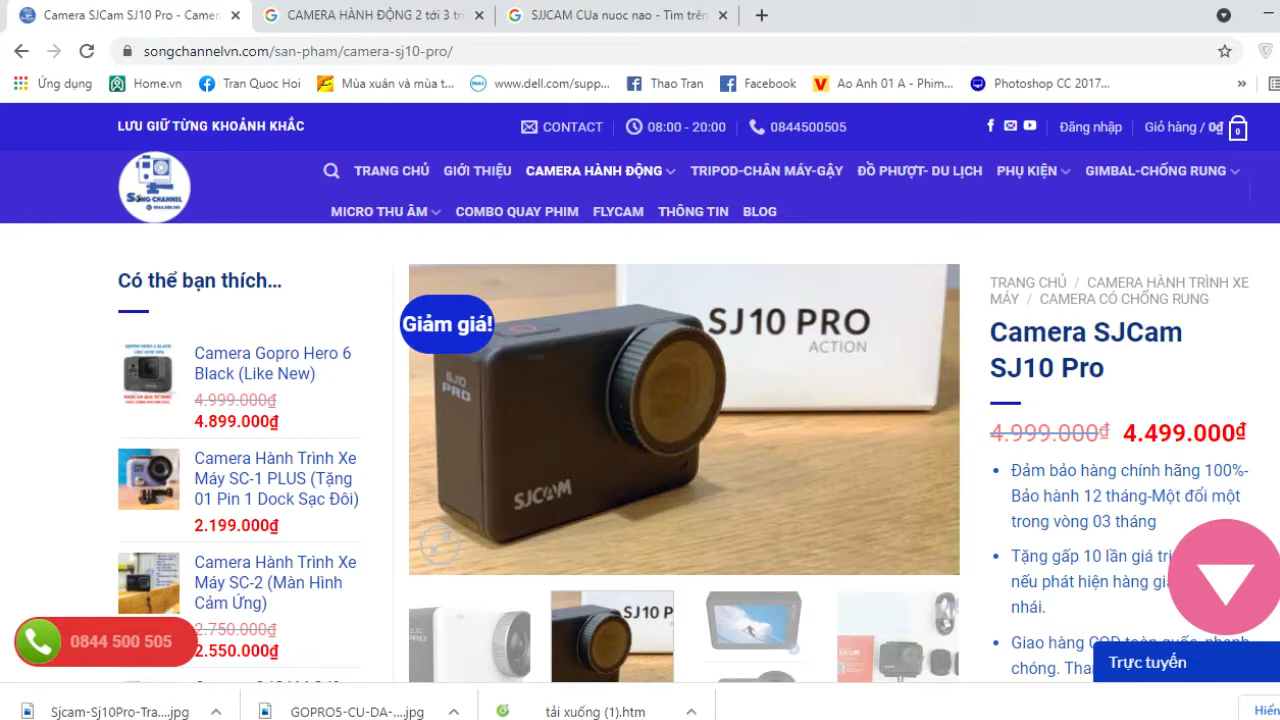 Camera SJCam SJ10 Pro - Camer
CAMERA HÀNH ĐỘNG 2 tới 3 tr
SJJCAM CUa nuoc nao - Tìm trên
songchannelvn.com/san-pham/camera-sj10-pro/
Ứng dụng
Home.vn
Tran Quoc Hoi
Mùa xuân và mùa t...
www.dell.com/supp...
Thao Tran
Facebook
Ao Anh 01 A - Phim...
Photoshop CC 2017...
LƯU GIỮ TỪNG KHOẢNH KHẮC
CONTACT
08:00 - 20:00
0844500505
Đăng nhập
Giỏ hàng / 0₫
0
SONG CHANNEL
TRANG CHỦ
GIỚI THIỆU
CAMERA HÀNH ĐỘNG
TRIPOD-CHÂN MÁY-GẬY
ĐỒ PHƯỢT- DU LỊCH
PHỤ KIỆN
GIMBAL-CHỐNG RUNG
MICRO THU ÂM
COMBO QUAY PHIM
FLYCAM
THÔNG TIN
BLOG
Có thể bạn thích…
Camera Gopro Hero 6
Black (Like New)
4.999.000₫
4.899.000₫
Camera Hành Trình Xe
Máy SC-1 PLUS (Tặng
01 Pin 1 Dock Sạc Đôi)
2.199.000₫
Camera Hành Trình Xe
Máy SC-2 (Màn Hình
Cảm Ứng)
2.750.000₫
2.550.000₫
0844 500 505
Giảm giá!
SJ10 PRO
ACTION
SJ10
PRO
SJCAM
SJ10 P
TRANG CHỦ / CAMERA HÀNH TRÌNH XE
MÁY / CAMERA CÓ CHỐNG RUNG
Camera SJCam
SJ10 Pro
4.999.000₫ 4.499.000₫
Đảm bảo hàng chính hãng 100%-
Bảo hành 12 tháng-Một đổi một
trong vòng 03 tháng
Tặng gấp 10 lần giá trị
nếu phát hiện hàng giả
nhái.
Giao hàng COD toàn quốc, nhanh
chóng.
Trực tuyến
Sjcam-Sj10Pro-Tra....jpg
GOPRO5-CU-DA-....jpg
tải xuống (1).htm
Hiển